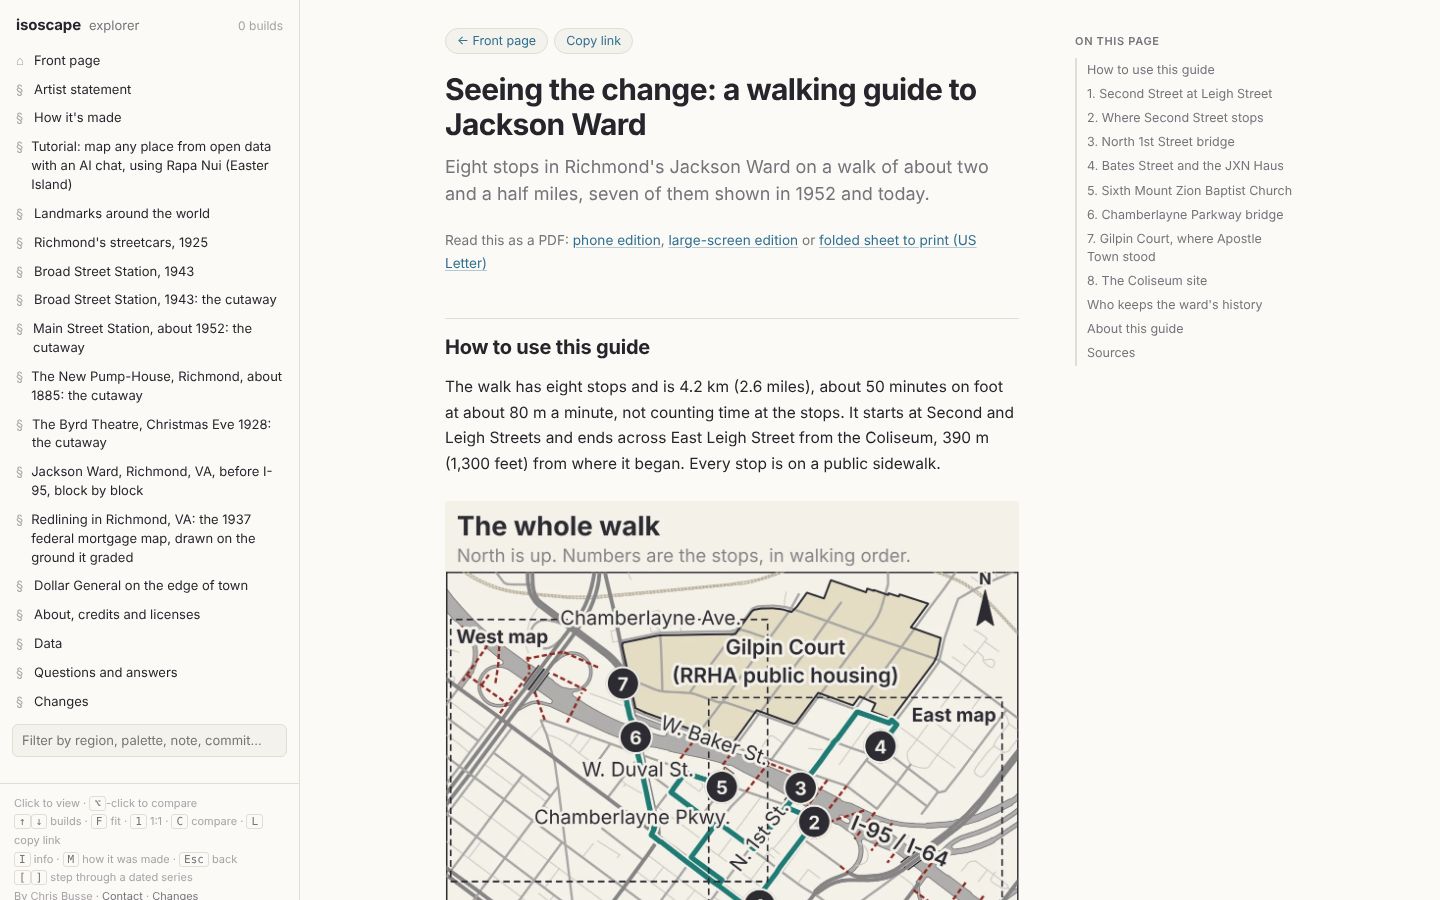 isoscape explorer 0 builds
⌂ Front page
§ Artist statement
§ How it's made
§ Tutorial: map any place from open data
with an AI chat, using Rapa Nui (Easter
Island)
§ Landmarks around the world
§ Richmond's streetcars, 1925
§ Broad Street Station, 1943
§ Broad Street Station, 1943: the cutaway
§ Main Street Station, about 1952: the
cutaway
§ The New Pump-House, Richmond, about
1885: the cutaway
§ The Byrd Theatre, Christmas Eve 1928:
the cutaway
§ Jackson Ward, Richmond, VA, before I-
95, block by block
§ Redlining in Richmond, VA: the 1937
federal mortgage map, drawn on the
ground it graded
§ Dollar General on the edge of town
§ About, credits and licenses
§ Data
§ Questions and answers
§ Changes
Filter by region, palette, note, commit...
Click to view · ⌥-click to compare
↑ ↓ builds · F fit · 1 1:1 · C compare · L
copy link
I info · M how it was made · Esc back
[ ] step through a dated series
By Chris Busse · Contact · Changes
← Front page Copy link
Seeing the change: a walking guide to
Jackson Ward
Eight stops in Richmond's Jackson Ward on a walk of about two
and a half miles, seven of them shown in 1952 and today.
Read this as a PDF: phone edition, large-screen edition or folded sheet to print (US
Letter)
How to use this guide
The walk has eight stops and is 4.2 km (2.6 miles), about 50 minutes on foot
at about 80 m a minute, not counting time at the stops. It starts at Second and
Leigh Streets and ends across East Leigh Street from the Coliseum, 390 m
(1,300 feet) from where it began. Every stop is on a public sidewalk.
The whole walk
North is up. Numbers are the stops, in walking order.
N
Chamberlayne Ave.
West map
Gilpin Court
(RRHA public housing)
7
East map
6
W. Baker St.
4
W. Duval St.
5
3
Chamberlayne Pkwy.
2
N. 1st St.
I-95 / I-64
ON THIS PAGE
How to use this guide
1. Second Street at Leigh Street
2. Where Second Street stops
3. North 1st Street bridge
4. Bates Street and the JXN Haus
5. Sixth Mount Zion Baptist Church
6. Chamberlayne Parkway bridge
7. Gilpin Court, where Apostle
Town stood
8. The Coliseum site
Who keeps the ward's history
About this guide
Sources